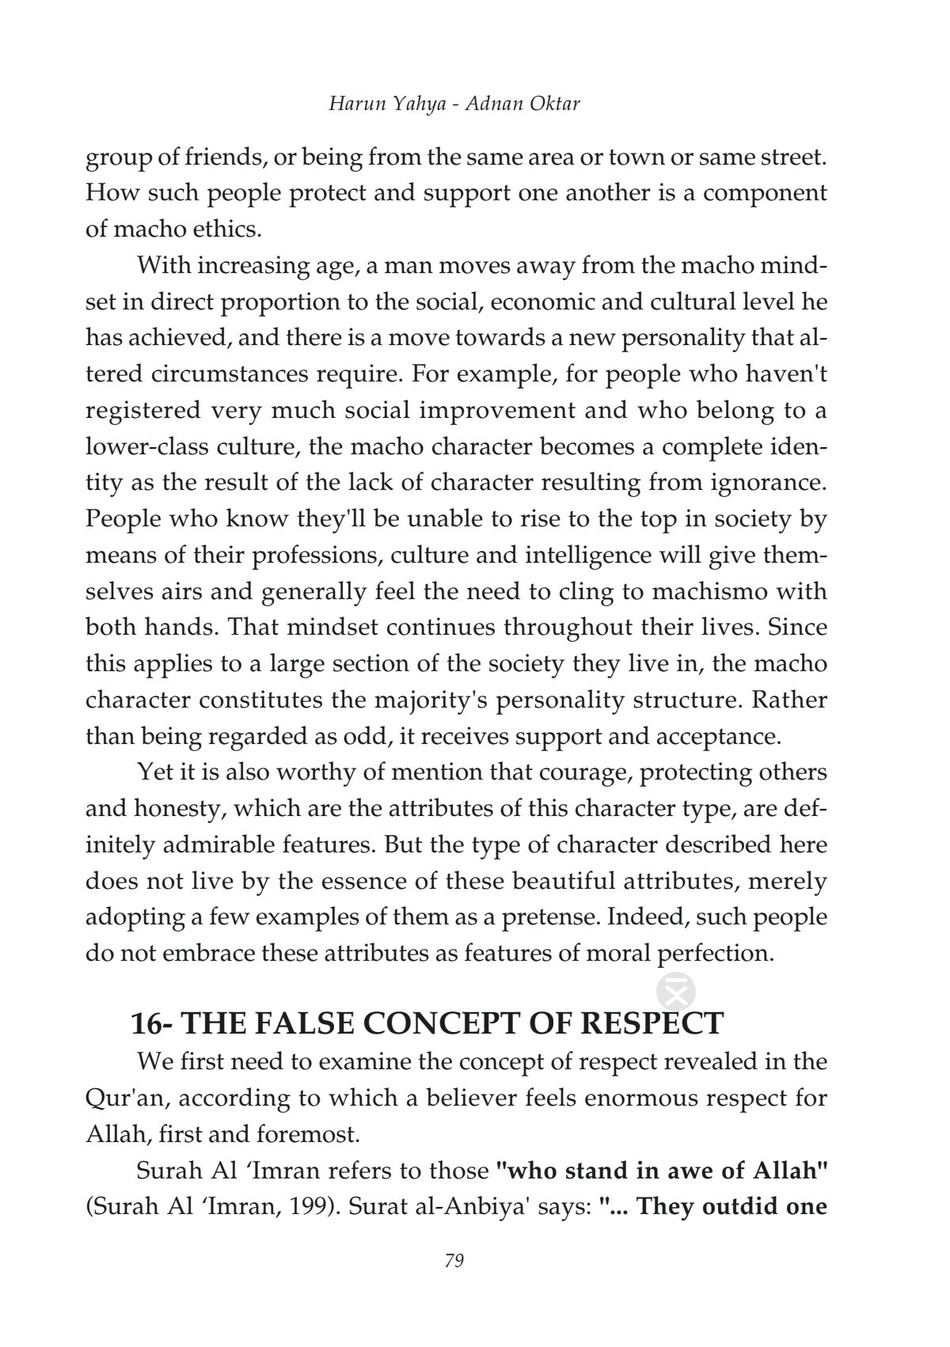 Harun Yahya - Adnan Oktar
group of friends, or being from the same area or town or same street.
How such people protect and support one another is a component
of macho ethics.
With increasing age, a man moves away from the macho mind-
set in direct proportion to the social, economic and cultural level he
has achieved, and there is a move towards a new personality that al-
tered circumstances require. For example, for people who haven't
registered very much social improvement and who belong to a
lower-class culture, the macho character becomes a complete iden-
tity as the result of the lack of character resulting from ignorance.
People who know they'll be unable to rise to the top in society by
means of their professions, culture and intelligence will give them-
selves airs and generally feel the need to cling to machismo with
both hands. That mindset continues throughout their lives. Since
this applies to a large section of the society they live in, the macho
character constitutes the majority's personality structure. Rather
than being regarded as odd, it receives support and acceptance.
Yet it is also worthy of mention that courage, protecting others
and honesty, which are the attributes of this character type, are def-
initely admirable features. But the type of character described here
does not live by the essence of these beautiful attributes, merely
adopting a few examples of them as a pretense. Indeed, such people
do not embrace these attributes as features of moral perfection.
16- THE FALSE CONCEPT OF RESPECT
We first need to examine the concept of respect revealed in the
Qur'an, according to which a believer feels enormous respect for
Allah, first and foremost.
Surah Al ‘Imran refers to those "who stand in awe of Allah"
(Surah Al ‘Imran, 199). Surat al-Anbiya' says: "... They outdid one
79